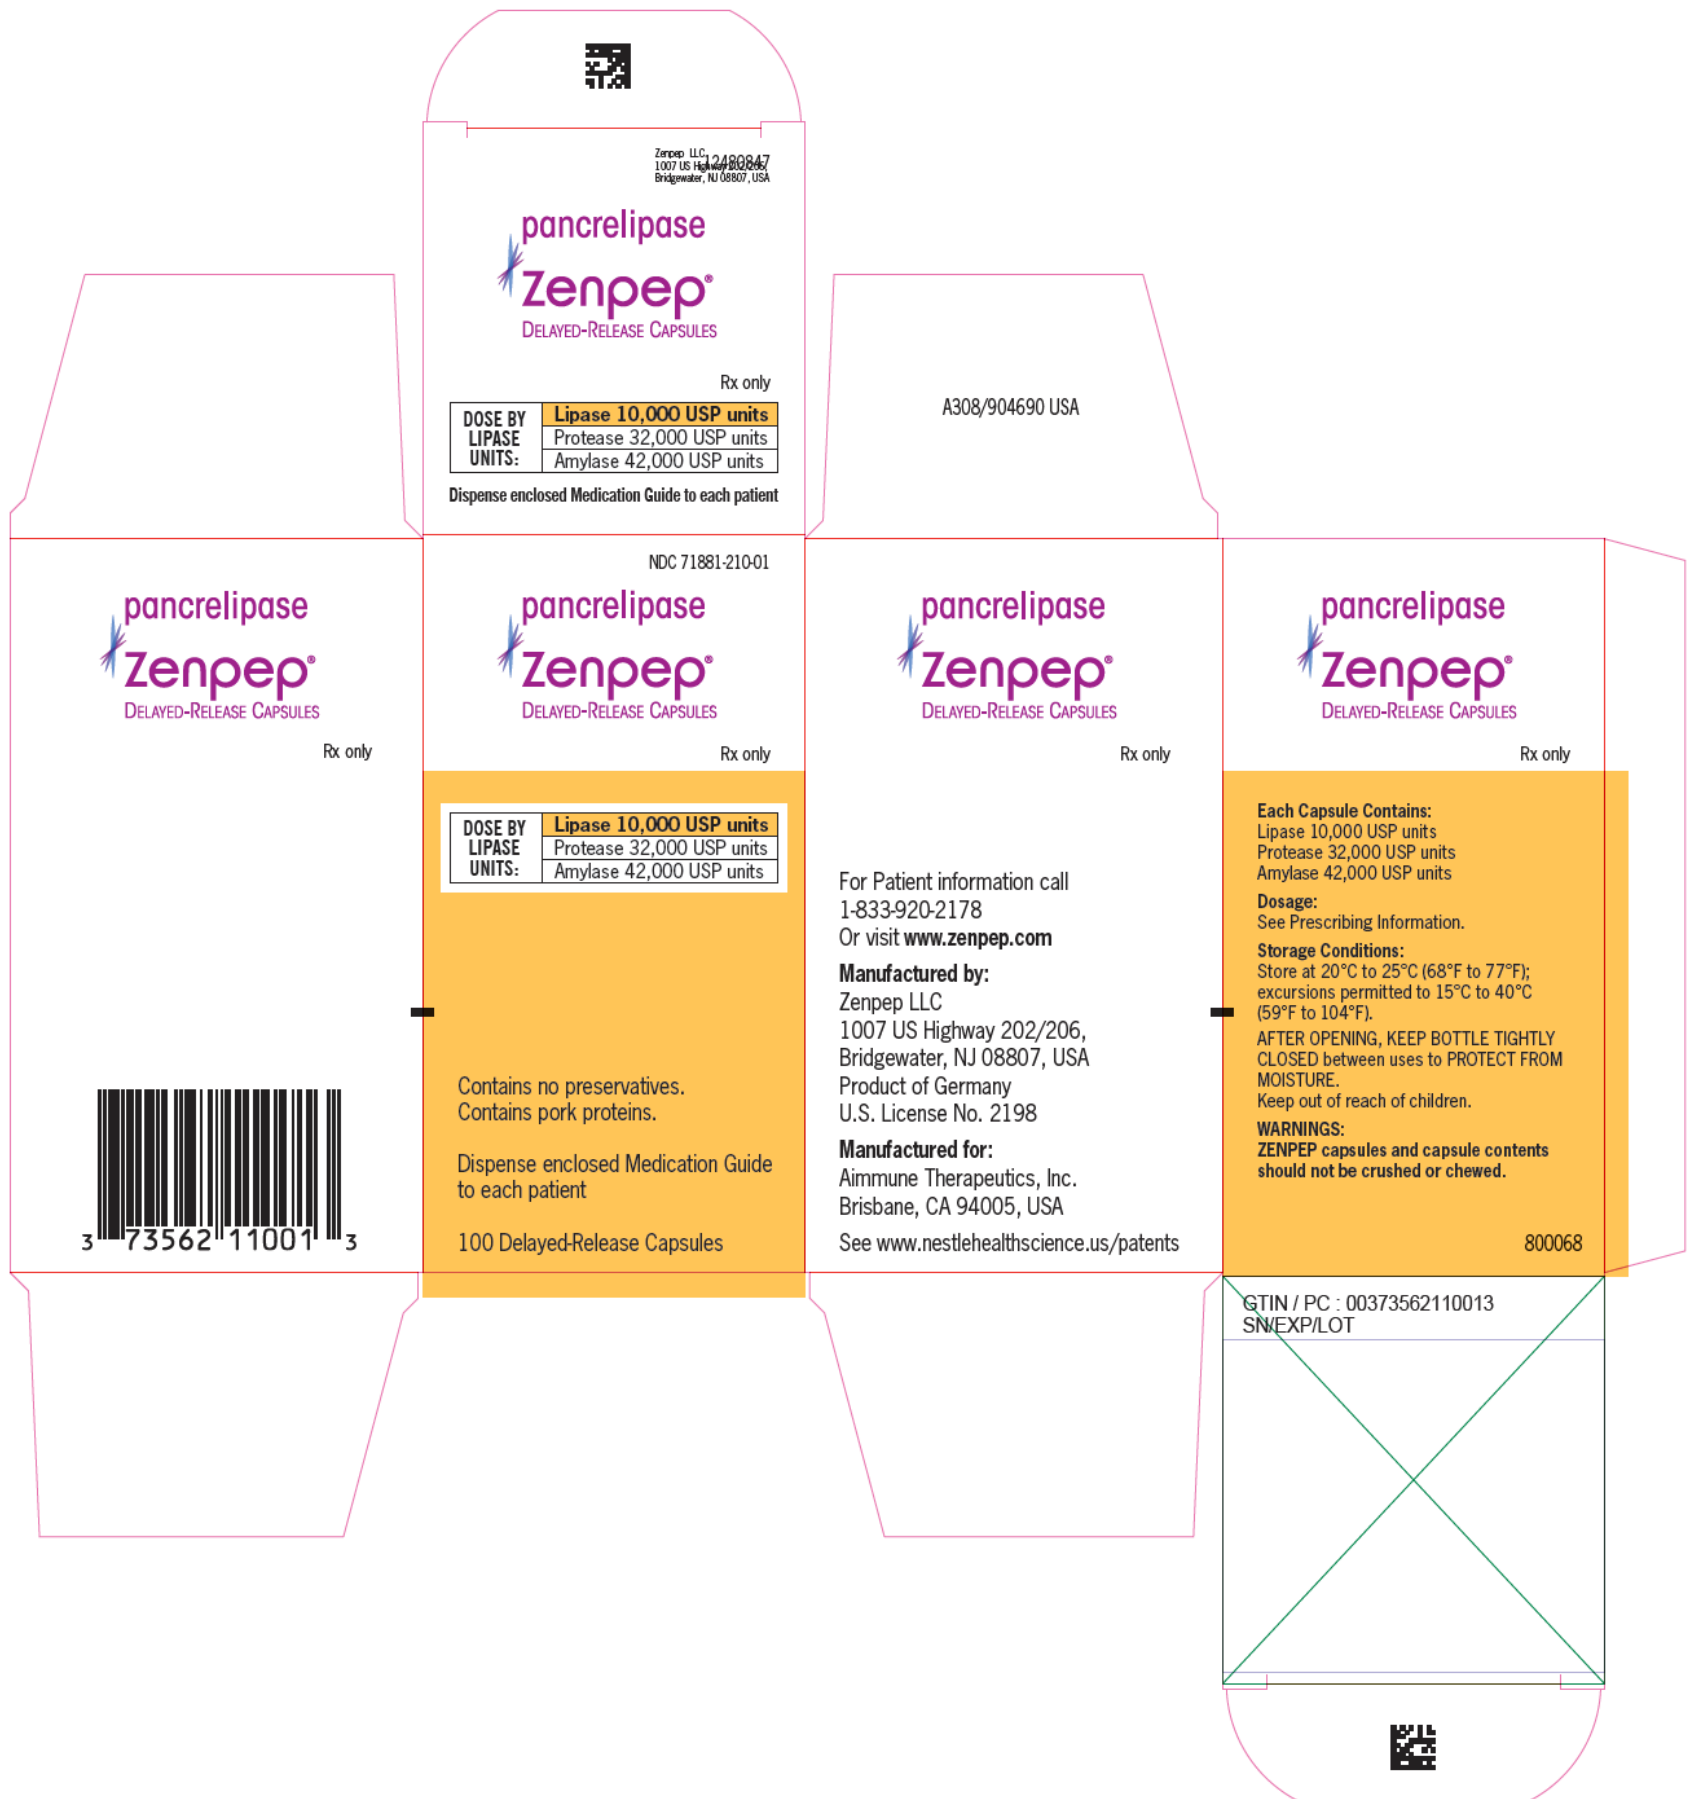 Zenpep LLC
12480847
1007 US Highway 202/206,
Bridgewater, NJ 08807, USA
pancrelipase
Zenpep®
DELAYED-RELEASE CAPSULES
Rx only
DOSE BY LIPASE UNITS:
Lipase 10,000 USP units
Protease 32,000 USP units
Amylase 42,000 USP units
Dispense enclosed Medication Guide to each patient
A308/904690 USA
pancrelipase
Zenpep®
DELAYED-RELEASE CAPSULES
Rx only
3 73562 11001 3
NDC 71881-210-01
pancrelipase
Zenpep®
DELAYED-RELEASE CAPSULES
Rx only
DOSE BY LIPASE UNITS:
Lipase 10,000 USP units
Protease 32,000 USP units
Amylase 42,000 USP units
Contains no preservatives.
Contains pork proteins.
Dispense enclosed Medication Guide
to each patient
100 Delayed-Release Capsules
pancrelipase
Zenpep®
DELAYED-RELEASE CAPSULES
Rx only
For Patient information call
1-833-920-2178
Or visit www.zenpep.com
Manufactured by:
Zenpep LLC
1007 US Highway 202/206,
Bridgewater, NJ 08807, USA
Product of Germany
U.S. License No. 2198
Manufactured for:
Aimmune Therapeutics, Inc.
Brisbane, CA 94005, USA
See www.nestlehealthscience.us/patents
pancrelipase
Zenpep®
DELAYED-RELEASE CAPSULES
Rx only
Each Capsule Contains:
Lipase 10,000 USP units
Protease 32,000 USP units
Amylase 42,000 USP units
Dosage:
See Prescribing Information.
Storage Conditions:
Store at 20°C to 25°C (68°F to 77°F);
excursions permitted to 15°C to 40°C
(59°F to 104°F).
AFTER OPENING, KEEP BOTTLE TIGHTLY
CLOSED between uses to PROTECT FROM
MOISTURE.
Keep out of reach of children.
WARNINGS:
ZENPEP capsules and capsule contents
should not be crushed or chewed.
800068
GTIN / PC : 00373562110013
SN/EXP/LOT